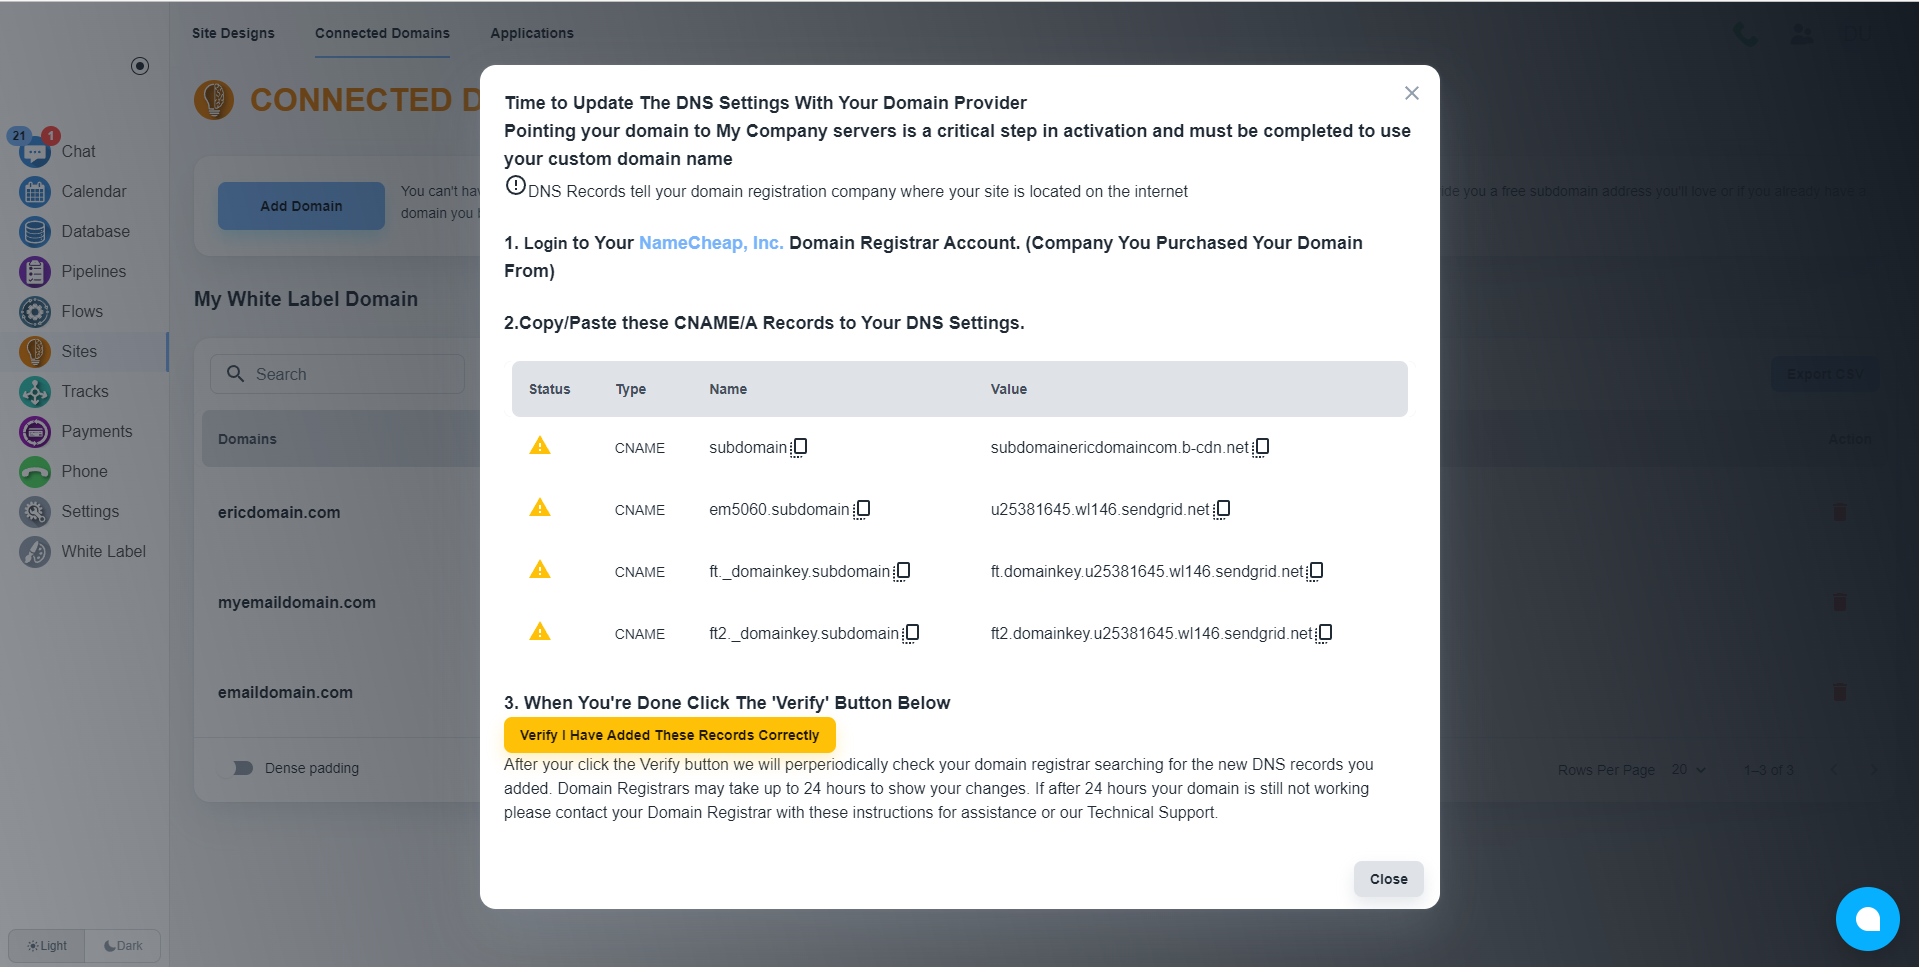 Site Designs
Connected Domains
Applications
CONNECTED D
21
1
Chat
Calendar
Database
Pipelines
Flows
Sites
Tracks
Payments
Phone
Settings
White Label
Light
Dark
Add Domain
You can't hav
domain you b
ide you a free subdomain address you'll love or if you already have a
My White Label Domain
Search
Export CSV
Domains
Action
ericdomain.com
myemaildomain.com
emaildomain.com
Dense padding
Rows Per Page
20
1–3 of 3
Time to Update The DNS Settings With Your Domain Provider
Pointing your domain to My Company servers is a critical step in activation and must be completed to use
your custom domain name
DNS Records tell your domain registration company where your site is located on the internet
1. Login to Your NameCheap, Inc. Domain Registrar Account. (Company You Purchased Your Domain
From)
2.Copy/Paste these CNAME/A Records to Your DNS Settings.
Status Type Name Value
CNAME subdomain subdomainericdomaincom.b-cdn.net
CNAME em5060.subdomain u25381645.wl146.sendgrid.net
CNAME ft._domainkey.subdomain ft.domainkey.u25381645.wl146.sendgrid.net
CNAME ft2._domainkey.subdomain ft2.domainkey.u25381645.wl146.sendgrid.net
3. When You're Done Click The 'Verify' Button Below
Verify I Have Added These Records Correctly
After your click the Verify button we will perperiodically check your domain registrar searching for the new DNS records you
added. Domain Registrars may take up to 24 hours to show your changes. If after 24 hours your domain is still not working
please contact your Domain Registrar with these instructions for assistance or our Technical Support.
Close